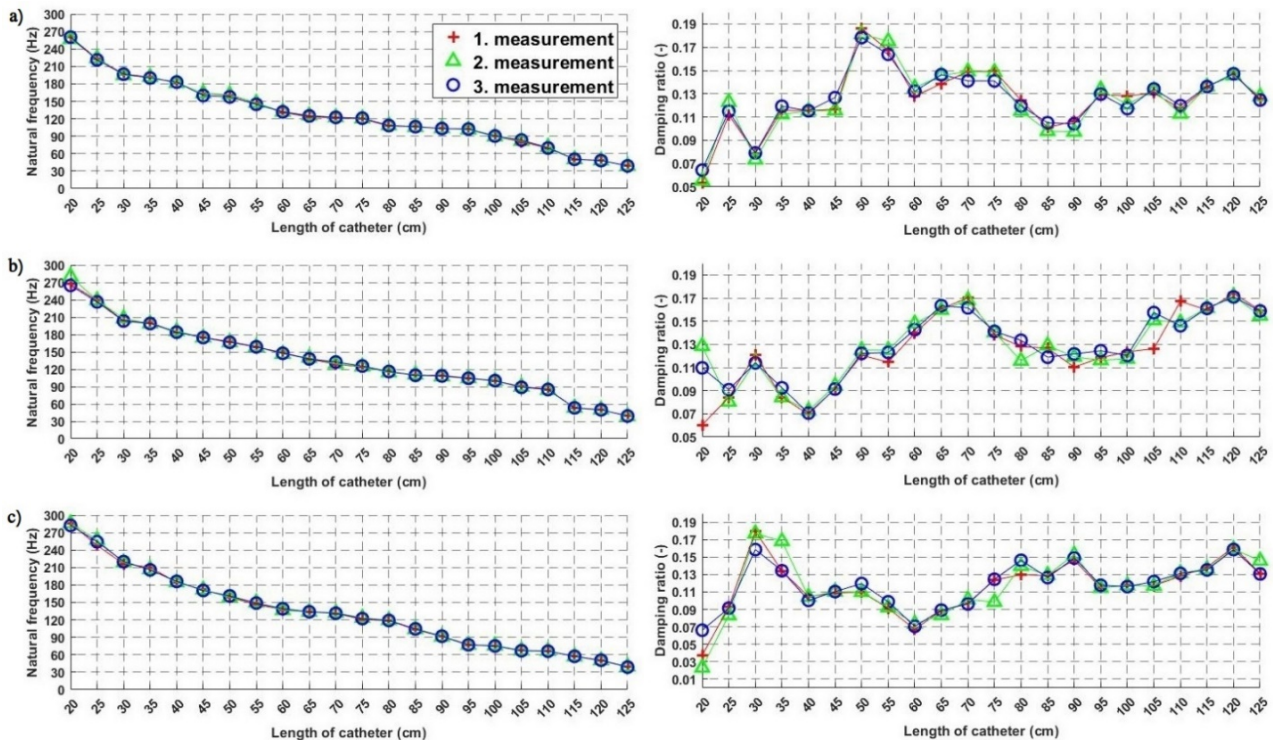 a)
Natural frequency (Hz)
300
270
240
210
180
150
120
90
60
30
0
20 25 30 35 40 45 50 55 60 65 70 75 80 85 90 95 100 105 110 115 120 125
Length of catheter (cm)
1. measurement
2. measurement
3. measurement
Damping ratio (-)
0.19
0.17
0.15
0.13
0.11
0.09
0.07
0.05
20 25 30 35 40 45 50 55 60 65 70 75 80 85 90 95 100 105 110 115 120 125
Length of catheter (cm)
b)
Natural frequency (Hz)
300
270
240
210
180
150
120
90
60
30
0
20 25 30 35 40 45 50 55 60 65 70 75 80 85 90 95 100 105 110 115 120 125
Length of catheter (cm)
Damping ratio (-)
0.19
0.17
0.15
0.13
0.11
0.09
0.07
0.05
20 25 30 35 40 45 50 55 60 65 70 75 80 85 90 95 100 105 110 115 120 125
Length of catheter (cm)
c)
Natural frequency (Hz)
300
270
240
210
180
150
120
90
60
30
0
20 25 30 35 40 45 50 55 60 65 70 75 80 85 90 95 100 105 110 115 120 125
Length of catheter (cm)
Damping ratio (-)
0.19
0.17
0.15
0.13
0.11
0.09
0.07
0.05
0.03
0.01
20 25 30 35 40 45 50 55 60 65 70 75 80 85 90 95 100 105 110 115 120 125
Length of catheter (cm)